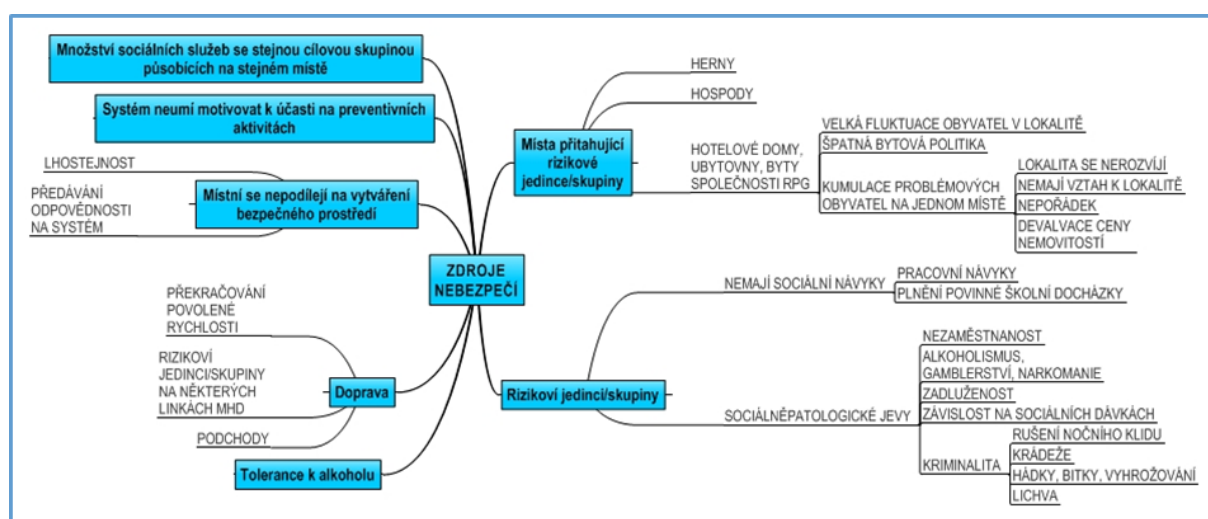 Množství sociálních služeb se stejnou cílovou skupinou
působících na stejném místě
Systém neumí motivovat k účasti na preventivních
aktivitách
LHOSTEJNOST
PŘEDÁVÁNÍ
ODPOVĚDNOSTI
NA SYSTÉM
Místní se nepodílejí na vytváření
bezpečného prostředí
ZDROJE
NEBEZPEČÍ
PŘEKRAČOVÁNÍ
POVOLENÉ
RYCHLOSTI
RIZIKOVÍ
JEDINCI/SKUPINY
NA NĚKTERÝCH
LINKÁCH MHD
PODCHODY
Doprava
Tolerance k alkoholu
Místa přitahující
rizikové
jedince/skupiny
HERNY
HOSPODY
HOTELOVÉ DOMY,
UBYTOVNY, BYTY
SPOLEČNOSTI RPG
VELKÁ FLUKTUACE OBYVATEL V LOKALITĚ
ŠPATNÁ BYTOVÁ POLITIKA
KUMULACE PROBLÉMOVÝCH
OBYVATEL NA JEDNOM MÍSTĚ
LOKALITA SE NEROZVÍJÍ
NEMAJÍ VZTAH K LOKALITĚ
NEPOŘÁDEK
DEVALVACE CENY
NEMOVITOSTÍ
Rizikoví jedinci/skupiny
NEMAJÍ SOCIÁLNÍ NÁVYKY
PRACOVNÍ NÁVYKY
PLNĚNÍ POVINNÉ ŠKOLNÍ DOCHÁZKY
SOCIÁLNĚPATOLOGICKÉ JEVY
NEZAMĚSTNANOST
ALKOHOLISMUS,
GAMBLERSTVÍ, NARKOMANIE
ZADLUŽENOST
ZÁVISLOST NA SOCIÁLNÍCH DÁVKÁCH
KRIMINALITA
RUŠENÍ NOČNÍHO KLIDU
KRÁDEŽE
HÁDKY, BITKY, VYHROŽOVÁNÍ
LICHVA